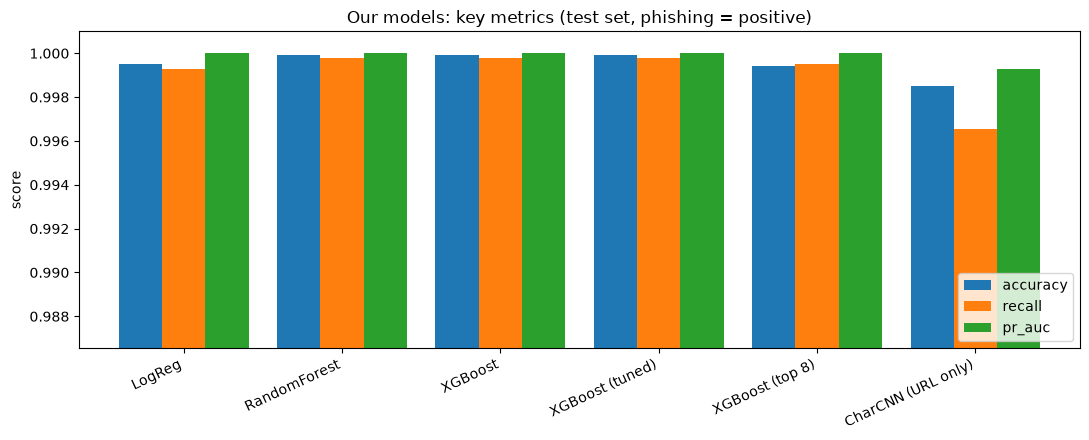 Our models: key metrics (test set, phishing = positive)
score
1.000
0.998
0.996
0.994
0.992
0.990
0.988
LogReg
RandomForest
XGBoost
XGBoost (tuned)
XGBoost (top 8)
CharCNN (URL only)
accuracy
recall
pr_auc